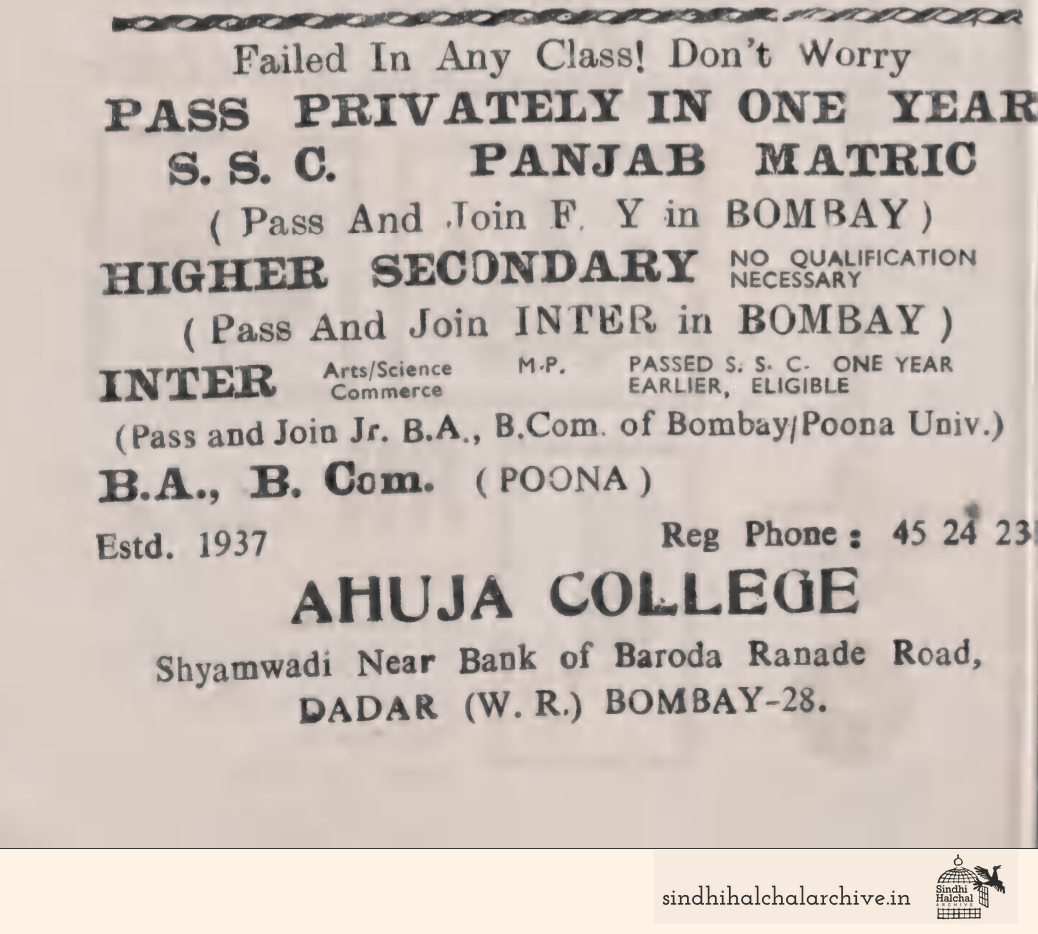 Failed In Any Class! Don't Worry
PASS PRIVATELY IN ONE YEAR
S. S. C. PANJAB MATRIC
( Pass And Join F. Y in BOMBAY )
HIGHER SECONDARY NO QUALIFICATION NECESSARY
( Pass And Join INTER in BOMBAY )
INTER Arts/Science Commerce M.P. PASSED S. S. C. ONE YEAR EARLIER, ELIGIBLE
(Pass and Join Jr. B.A., B.Com. of Bombay/Poona Univ.)
B.A., B. Com. ( POONA )
Estd. 1937 Reg Phone : 45 24 23
AHUJA COLLEGE
Shyamwadi Near Bank of Baroda Ranade Road,
DADAR (W. R.) BOMBAY-28.
sindhihalchalarchive.in
Sindhi
Halchal
ARCHIVE